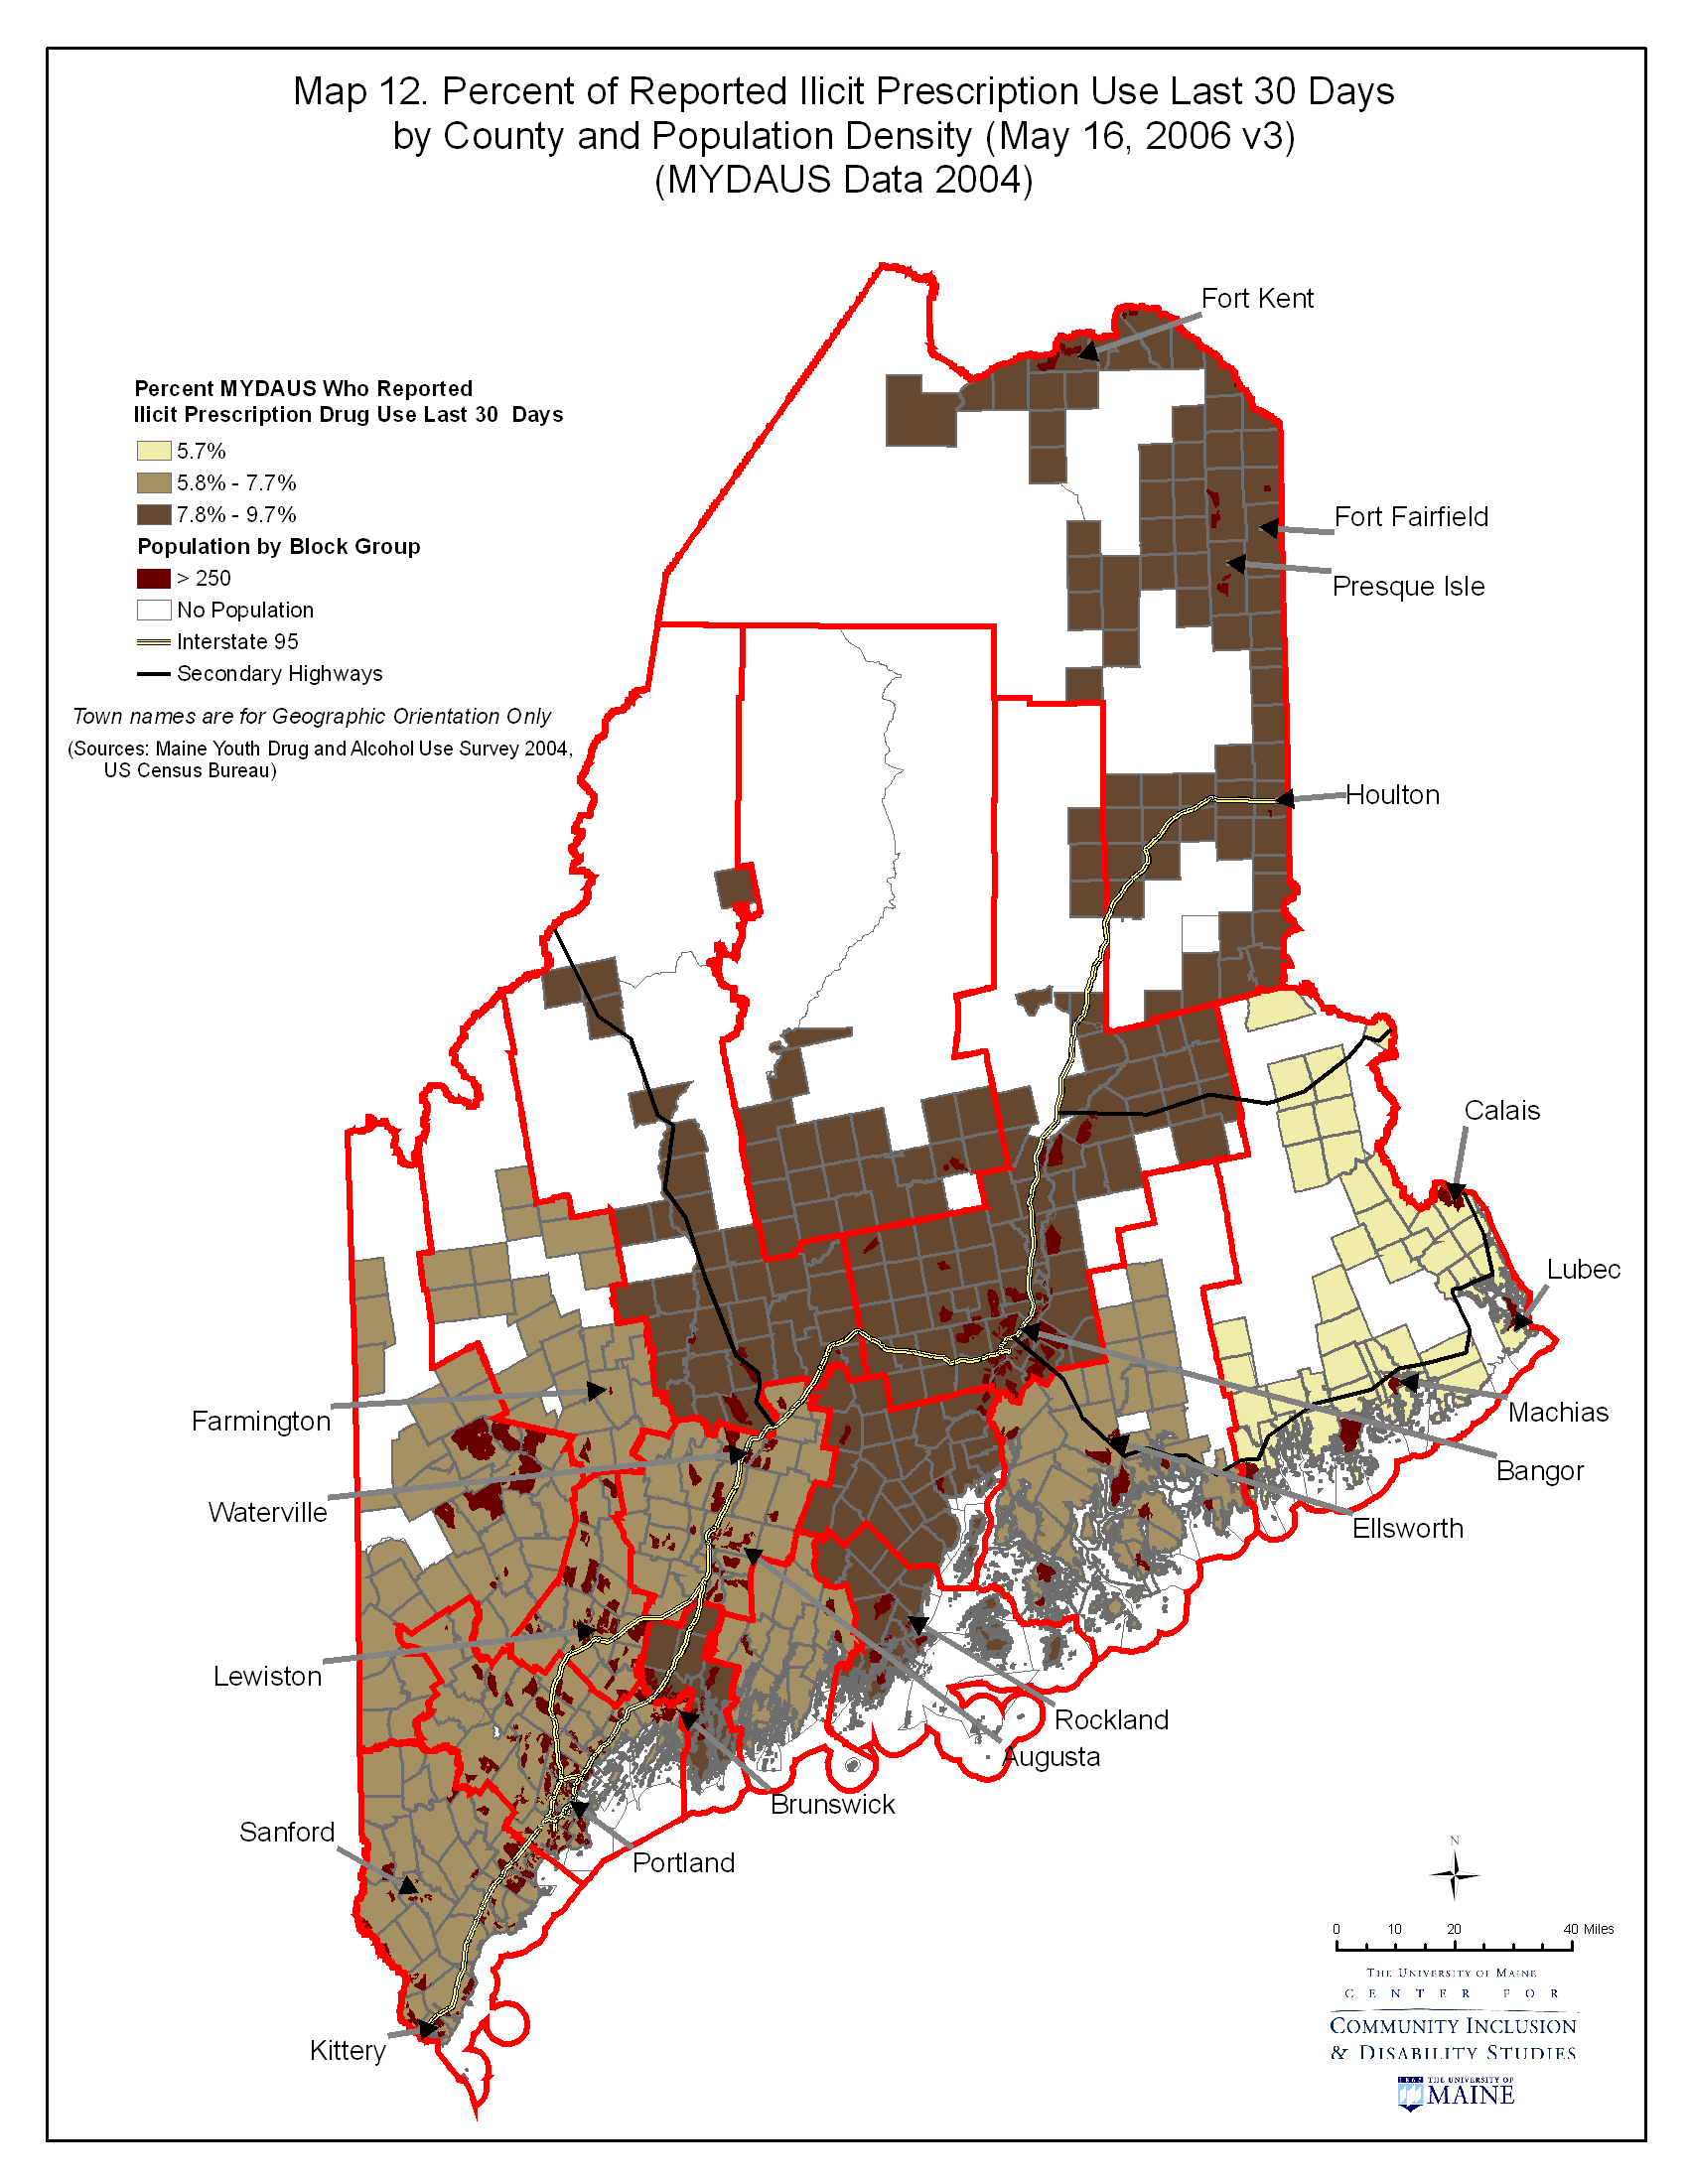 Map 12. Percent of Reported Ilicit Prescription Use Last 30 Days
by County and Population Density (May 16, 2006 v3)
(MYDAUS Data 2004)
Percent MYDAUS Who Reported
Ilicit Prescription Drug Use Last 30 Days
5.7%
5.8% - 7.7%
7.8% - 9.7%
Population by Block Group
> 250
No Population
Interstate 95
Secondary Highways
Town names are for Geographic Orientation Only
(Sources: Maine Youth Drug and Alcohol Use Survey 2004,
US Census Bureau)
Fort Kent
Fort Fairfield
Presque Isle
Houlton
Calais
Lubec
Farmington
Machias
Bangor
Waterville
Ellsworth
Lewiston
Rockland
Augusta
Brunswick
Sanford
Portland
Kittery
N
0 10 20 40 Miles
THE UNIVERSITY OF MAINE
CENTER FOR
COMMUNITY INCLUSION
& DISABILITY STUDIES
1865 THE UNIVERSITY OF
MAINE